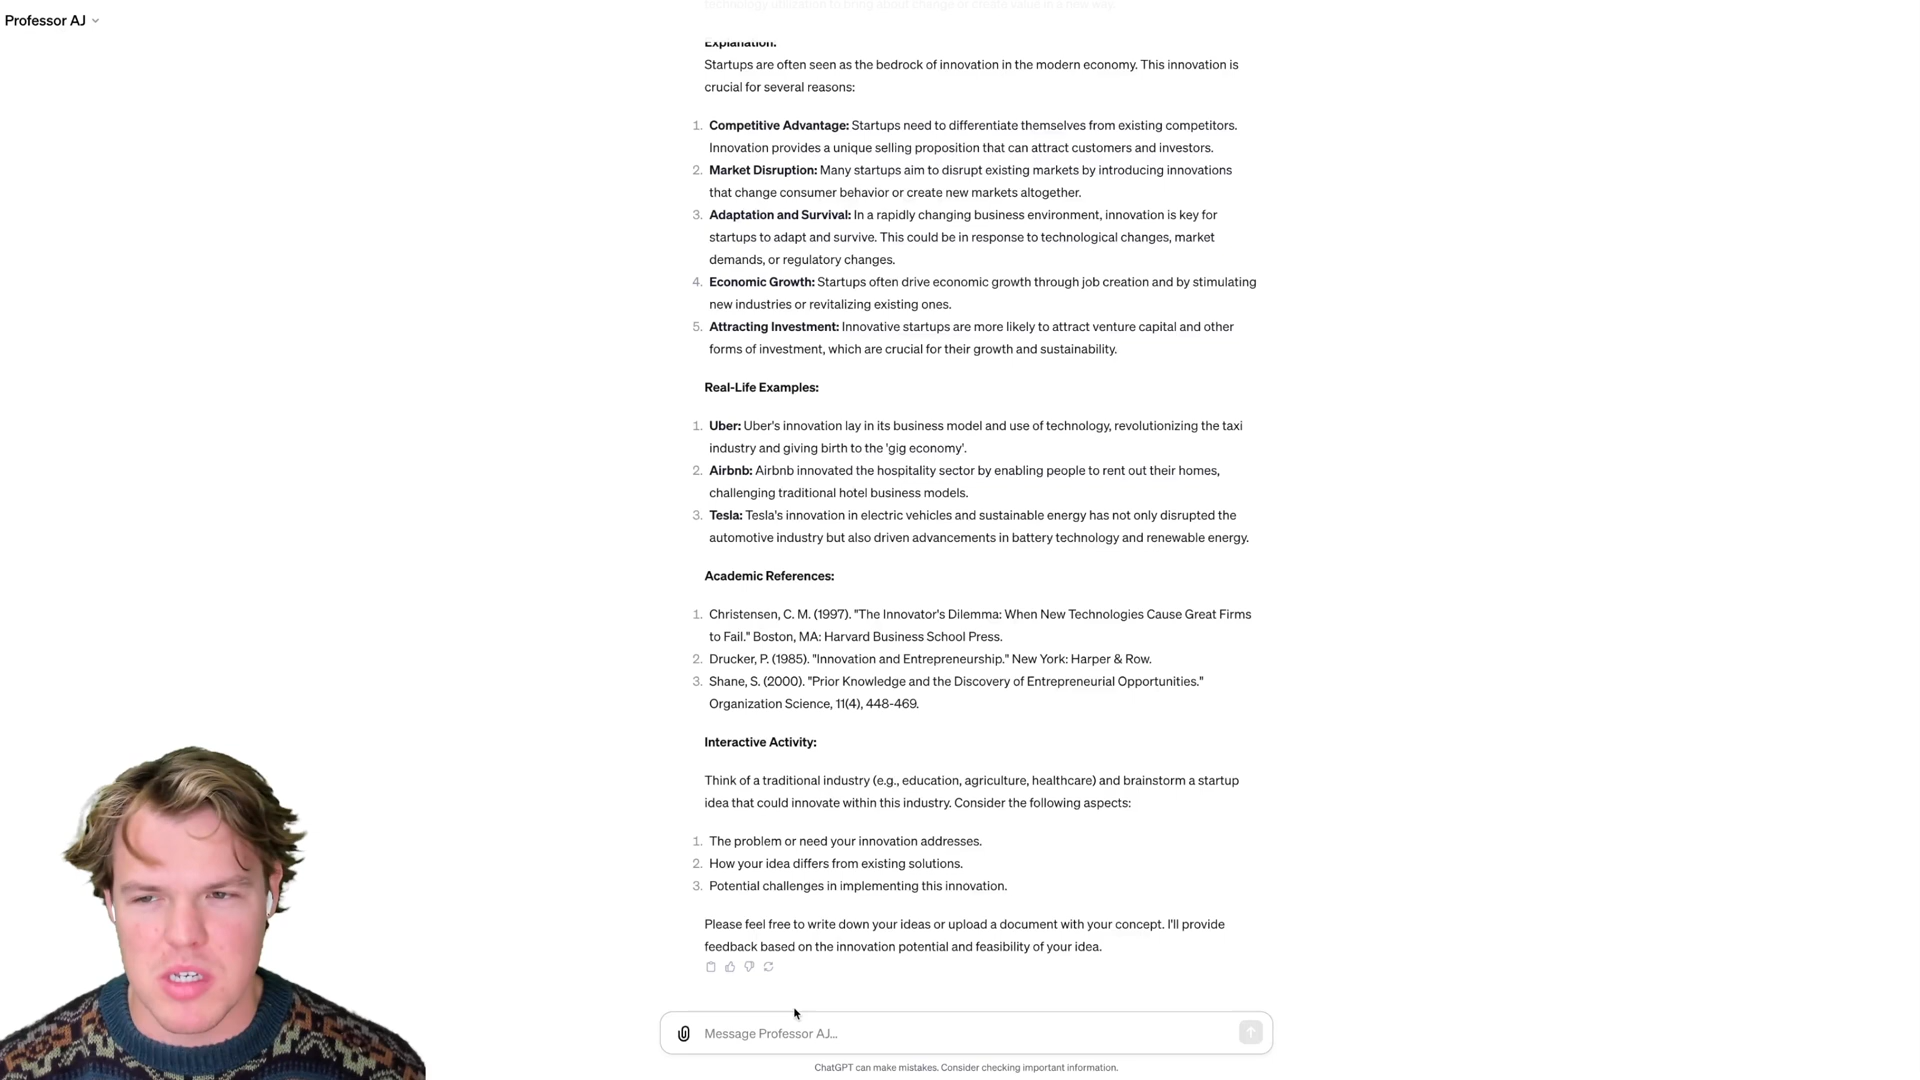 Professor AJ
technology utilization to bring about change or create value in a new way.
Explanation:
Startups are often seen as the bedrock of innovation in the modern economy. This innovation is
crucial for several reasons:
1. Competitive Advantage: Startups need to differentiate themselves from existing competitors.
Innovation provides a unique selling proposition that can attract customers and investors.
2. Market Disruption: Many startups aim to disrupt existing markets by introducing innovations
that change consumer behavior or create new markets altogether.
3. Adaptation and Survival: In a rapidly changing business environment, innovation is key for
startups to adapt and survive. This could be in response to technological changes, market
demands, or regulatory changes.
4. Economic Growth: Startups often drive economic growth through job creation and by stimulating
new industries or revitalizing existing ones.
5. Attracting Investment: Innovative startups are more likely to attract venture capital and other
forms of investment, which are crucial for their growth and sustainability.
Real-Life Examples:
1. Uber: Uber's innovation lay in its business model and use of technology, revolutionizing the taxi
industry and giving birth to the 'gig economy'.
2. Airbnb: Airbnb innovated the hospitality sector by enabling people to rent out their homes,
challenging traditional hotel business models.
3. Tesla: Tesla's innovation in electric vehicles and sustainable energy has not only disrupted the
automotive industry but also driven advancements in battery technology and renewable energy.
Academic References:
1. Christensen, C. M. (1997). "The Innovator's Dilemma: When New Technologies Cause Great Firms
to Fail." Boston, MA: Harvard Business School Press.
2. Drucker, P. (1985). "Innovation and Entrepreneurship." New York: Harper & Row.
3. Shane, S. (2000). "Prior Knowledge and the Discovery of Entrepreneurial Opportunities."
Organization Science, 11(4), 448-469.
Interactive Activity:
Think of a traditional industry (e.g., education, agriculture, healthcare) and brainstorm a startup
idea that could innovate within this industry. Consider the following aspects:
1. The problem or need your innovation addresses.
2. How your idea differs from existing solutions.
3. Potential challenges in implementing this innovation.
Please feel free to write down your ideas or upload a document with your concept. I'll provide
feedback based on the innovation potential and feasibility of your idea.
Message Professor AJ...
ChatGPT can make mistakes. Consider checking important information.